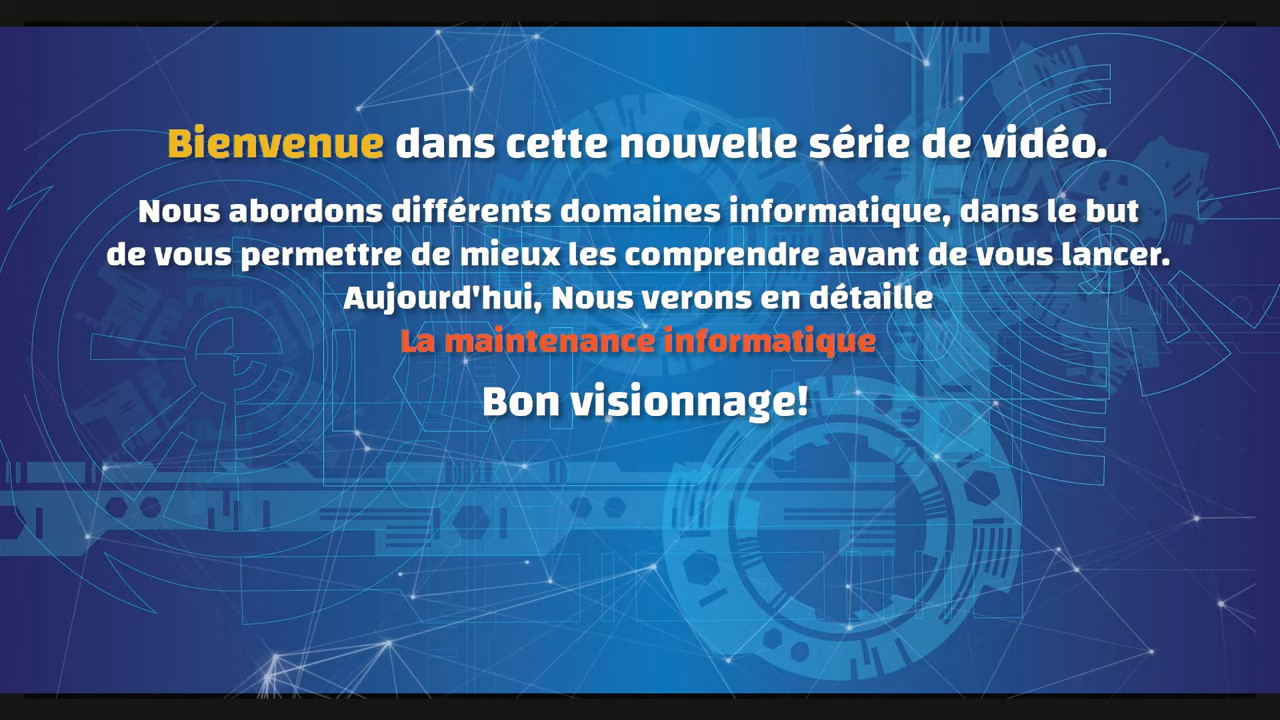 Bienvenue dans cette nouvelle série de vidéo.
Nous abordons différents domaines informatique, dans le but
de vous permettre de mieux les comprendre avant de vous lancer.
Aujourd'hui, Nous verons en détaille
La maintenance informatique
Bon visionnage!